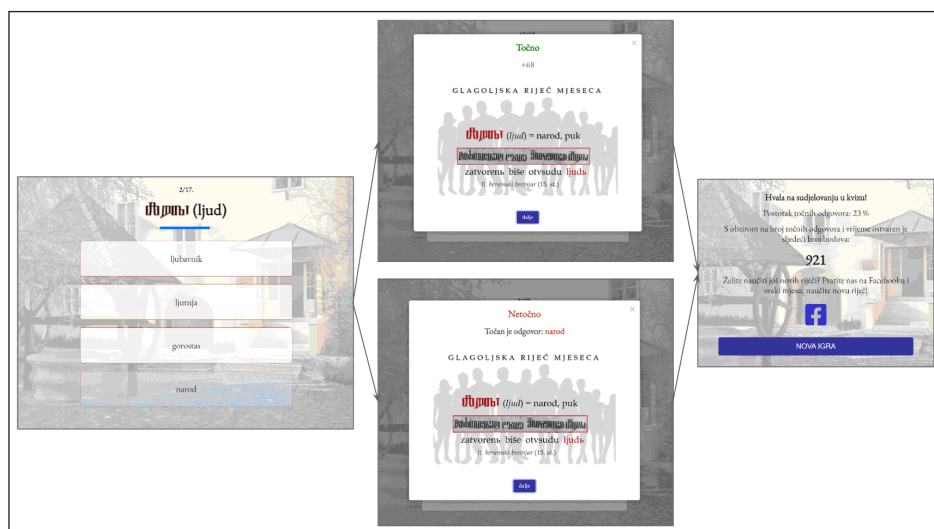 2/17.
(ljud)
ljubavnik
ljutnja
gorostas
narod
Točno
×
+68
GLAGOLJSKA RIJEČ MJESECA
(ljud) = narod, puk
zatvorenь biše otvsudu ljudь
II. beramski brevijar (15. st.)
dalje
Netočno
×
Točan je odgovor: narod
GLAGOLJSKA RIJEČ MJESECA
(ljud) = narod, puk
zatvorenь biše otvsudu ljudь
II. beramski brevijar (15. st.)
dalje
Hvala na sudjelovanju u kvizu!
Postotak točnih odgovora: 23 %
S obzirom na broj točnih odgovora i vrijeme ostvaren je
sljedeći broj bodova:
921
Želite naučiti još novih riječi? Pratite nas na Facebooku i
svaki mjesec naučite novu riječ!
NOVA IGRA